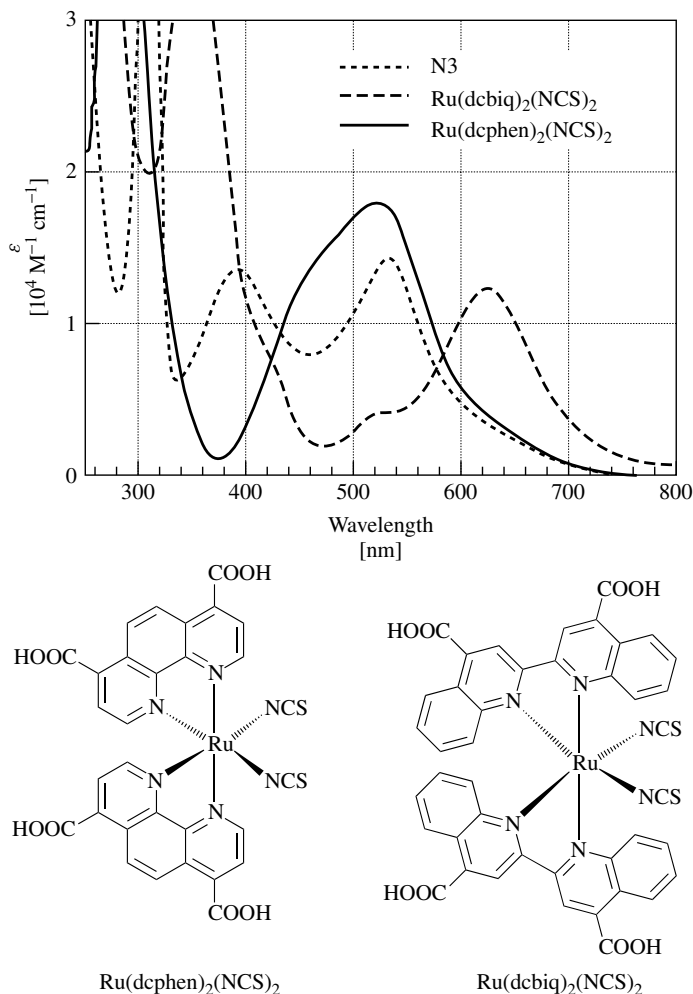 3
2
1
0
ε
[10⁴ M⁻¹ cm⁻¹]
N3
Ru(dcbiq)₂(NCS)₂
Ru(dcphen)₂(NCS)₂
300 400 500 600 700 800
Wavelength
[nm]
COOH
HOOC
N
N
NCS
Ru
NCS
N
N
HOOC
COOH
Ru(dcphen)₂(NCS)₂
COOH
HOOC
N
N
NCS
Ru
NCS
N
N
HOOC
COOH
Ru(dcbiq)₂(NCS)₂